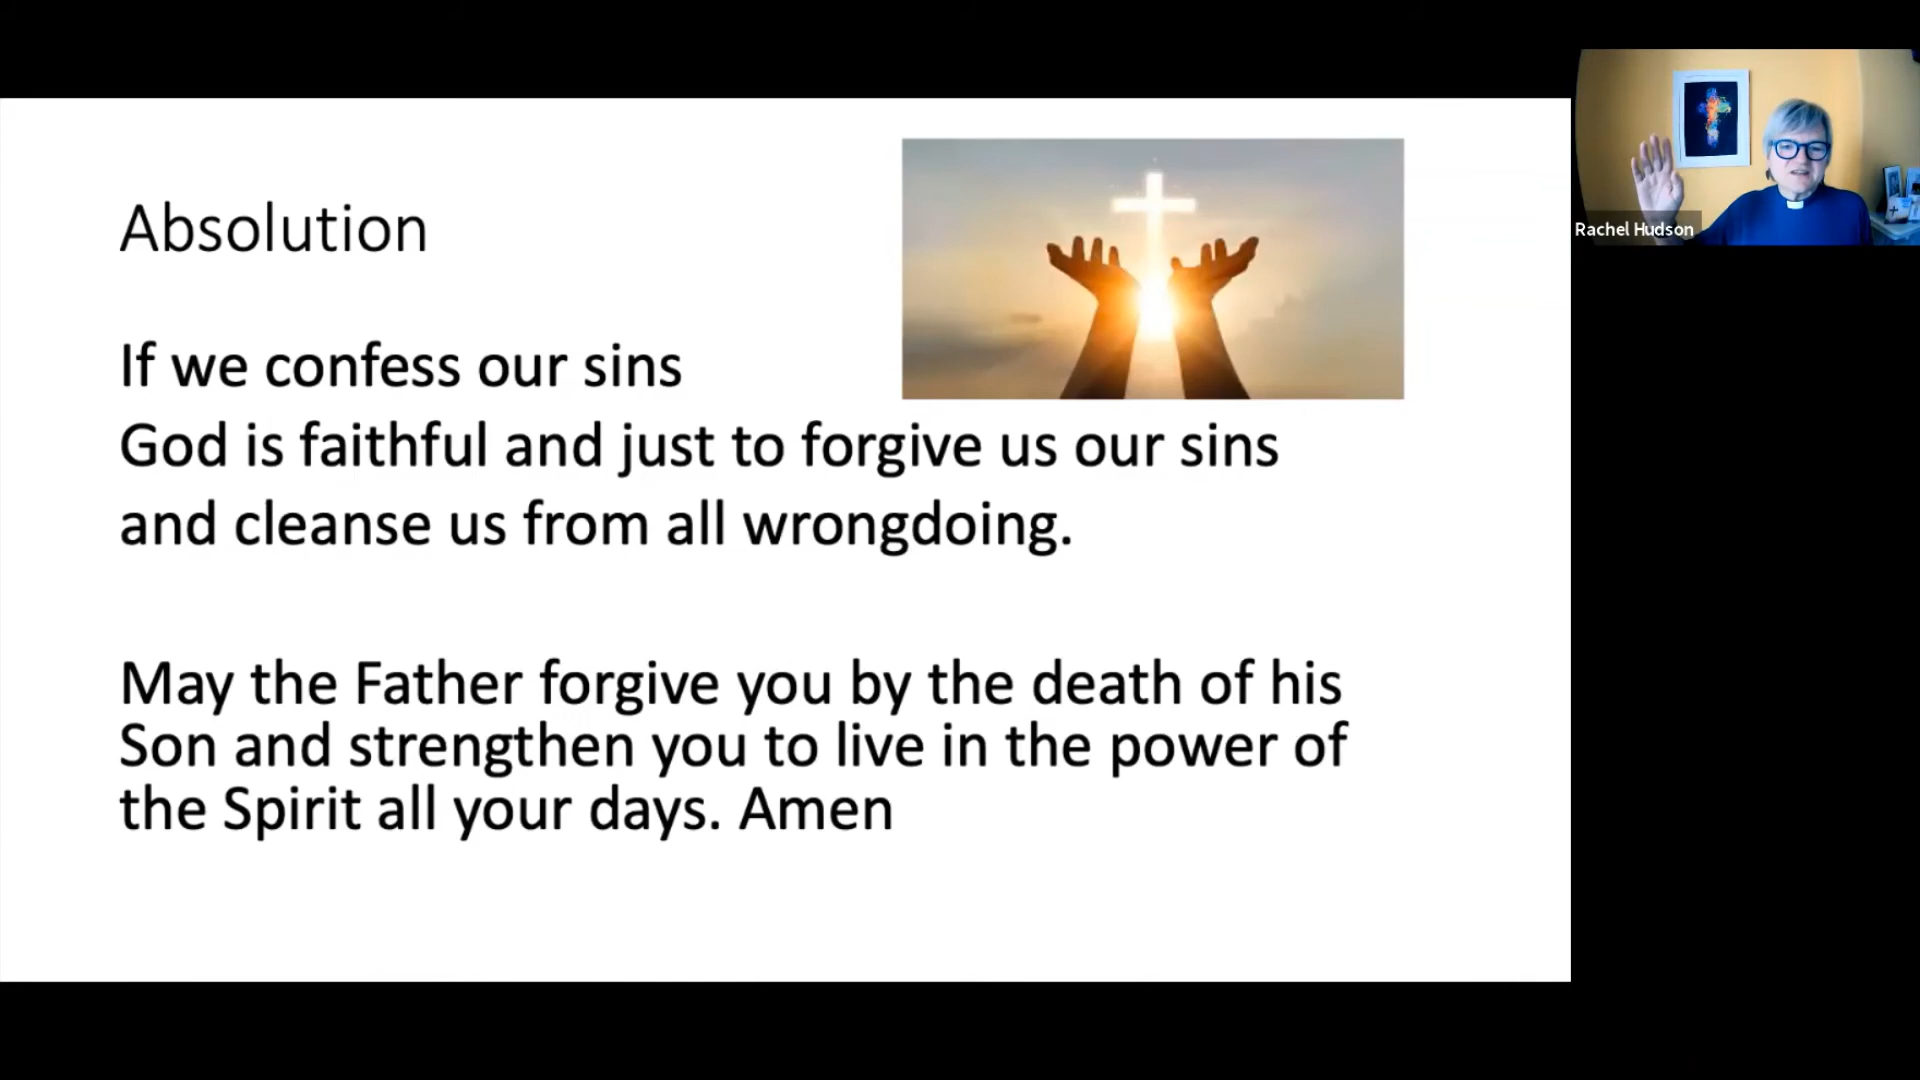 Absolution
If we confess our sins
God is faithful and just to forgive us our sins
and cleanse us from all wrongdoing.
May the Father forgive you by the death of his
Son and strengthen you to live in the power of
the Spirit all your days. Amen
Rachel Hudson